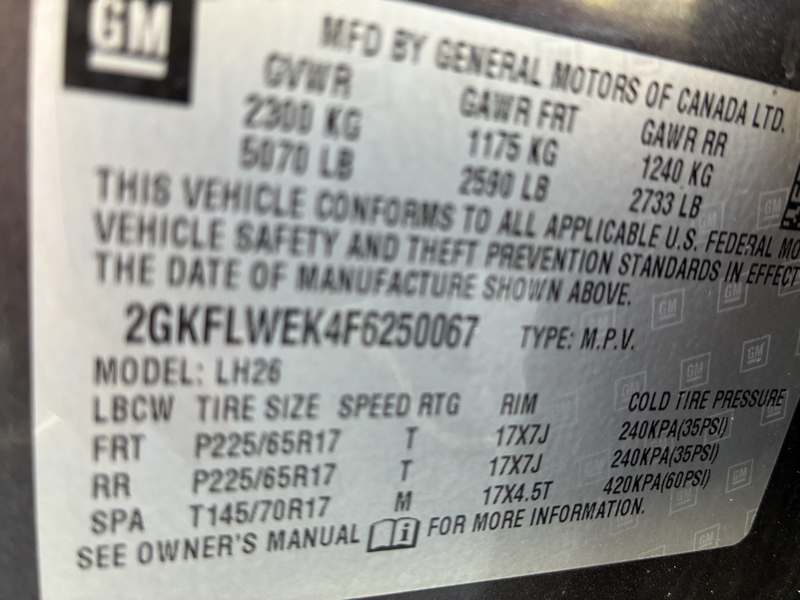 GM
MFD BY GENERAL MOTORS OF CANADA LTD.
GVWR GAWR FRT GAWR RR
2300 KG 1175 KG 1240 KG
5070 LB 2590 LB 2733 LB
THIS VEHICLE CONFORMS TO ALL APPLICABLE U.S. FEDERAL MO
VEHICLE SAFETY AND THEFT PREVENTION STANDARDS IN EFFECT
THE DATE OF MANUFACTURE SHOWN ABOVE.
2GKFLWEK4F6250067 TYPE: M.P.V.
MODEL: LH26
LBCW TIRE SIZE SPEED RTG RIM COLD TIRE PRESSURE
FRT P225/65R17 T 17X7J 240KPA(35PSI)
RR P225/65R17 T 17X7J 240KPA(35PSI)
SPA T145/70R17 M 17X4.5T 420KPA(60PSI)
SEE OWNER'S MANUAL i FOR MORE INFORMATION.